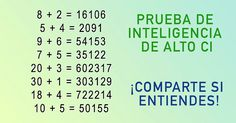 8 + 2 = 16106
5 + 4 = 2091
9 + 6 = 54153
7 + 5 = 35122
20 + 3 = 602317
30 + 1 = 303129
18 + 4 = 722214
10 + 5 = 50155
PRUEBA DE
INTELIGENCIA
DE ALTO CI
¡COMPARTE SI
ENTIENDES!